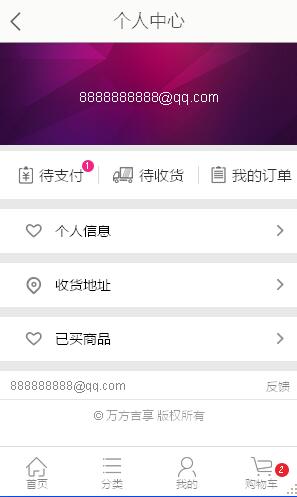 个人中心
8888888888@qq.com
待支付 1 待收货 我的订单
个人信息
收货地址
已买商品
888888888@qq.com 反馈
© 万方吉享 版权所有
首页 分类 我的 购物车 2